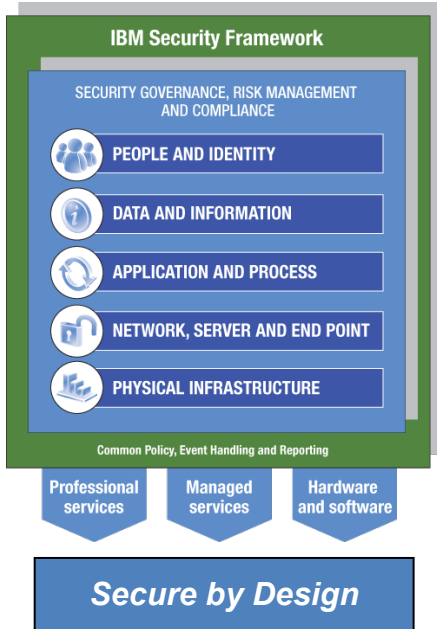 IBM Security Framework
SECURITY GOVERNANCE, RISK MANAGEMENT
AND COMPLIANCE
PEOPLE AND IDENTITY
DATA AND INFORMATION
APPLICATION AND PROCESS
NETWORK, SERVER AND END POINT
PHYSICAL INFRASTRUCTURE
Common Policy, Event Handling and Reporting
Professional
services
Managed
services
Hardware
and software
Secure by Design